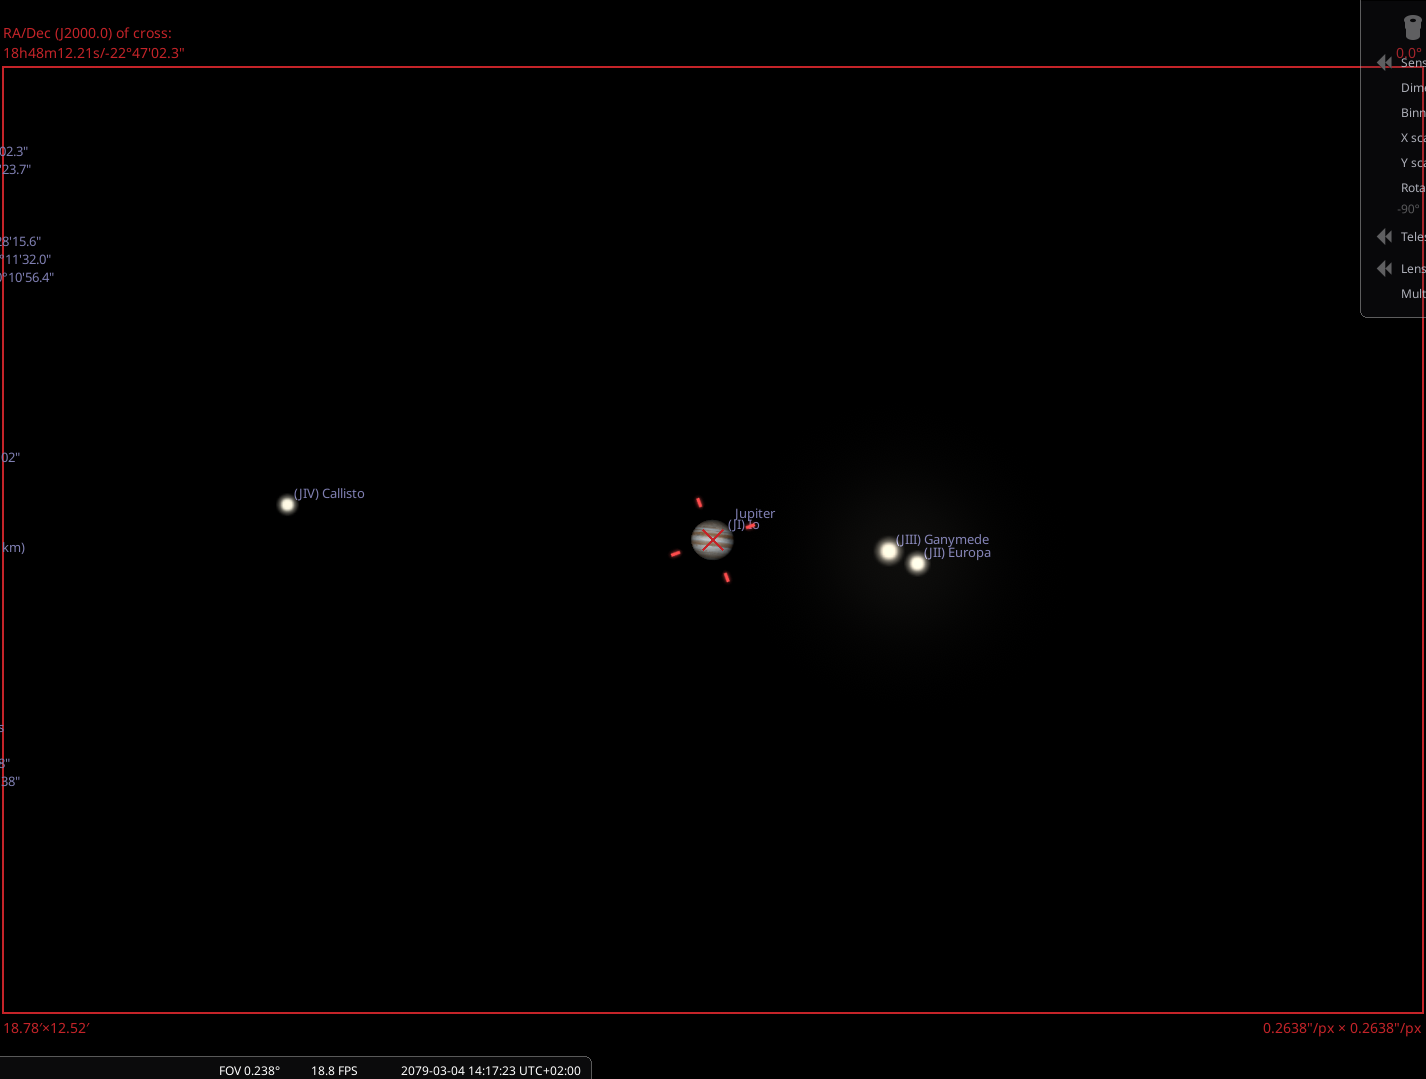 RA/Dec (J2000.0) of cross:
18h48m12.21s/-22°47'02.3"
0.0°
Sens
Dime
Binn
X sca
Y sca
Rota
-90°
Teles
Lens
Mult
02.3"
'23.7"
28'15.6"
°11'32.0"
0°10'56.4"
02"
(JIV) Callisto
Jupiter
(JI) Io
(JIII) Ganymede
(JII) Europa
km)
s
8"
38"
18.78′×12.52′
0.2638"/px × 0.2638"/px
FOV 0.238°
18.8 FPS
2079-03-04 14:17:23 UTC+02:00